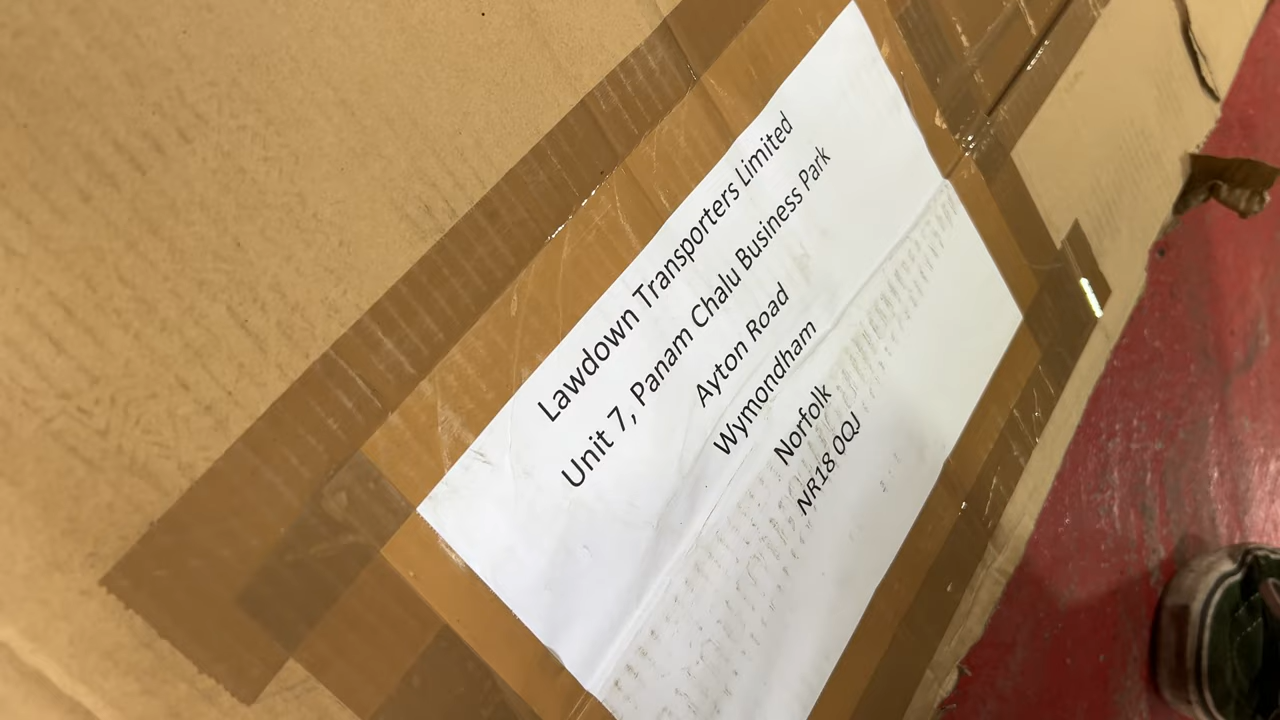 Lawdown Transporters Limited
Unit 7, Panam Chalu Business Park
Ayton Road
Wymondham
Norfolk
NR18 0QJ